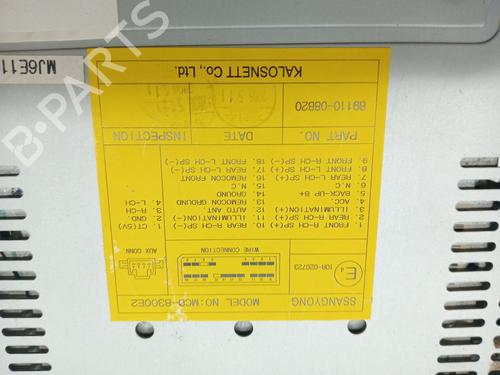 SSANGYONG
MODEL NO:MCD-8300E2
E4
10R-020723
WIRE CONNECTION
AUX CONN
1. FRONT R-CH SP(+)
2. REAR R-CH SP(+)
3. ILLUMINATION(+)
4. ACC.
5. BACK-UP B+
6. N.C
7. REAR L-CH SP(+)
8. FRONT L-CH SP(+)
9. FRONT R-CH SP(-)
10. REAR R-CH SP(-)
11. ILLUMINATION(-)
12. AUTO ANT.
13. REMOCON GROUND
14. GROUND
15. N.C
16. REMOCON FRONT
17. REAR L-CH SP(-)
18. FRONT L-CH SP(-)
1. CT(5V)
2. GND
3. R-CH
4. L-CH
PART NO.
DATE
INSPECTION
89110-08B20
KALOSNETT Co., Ltd.
MJ6E11
B-PARTS